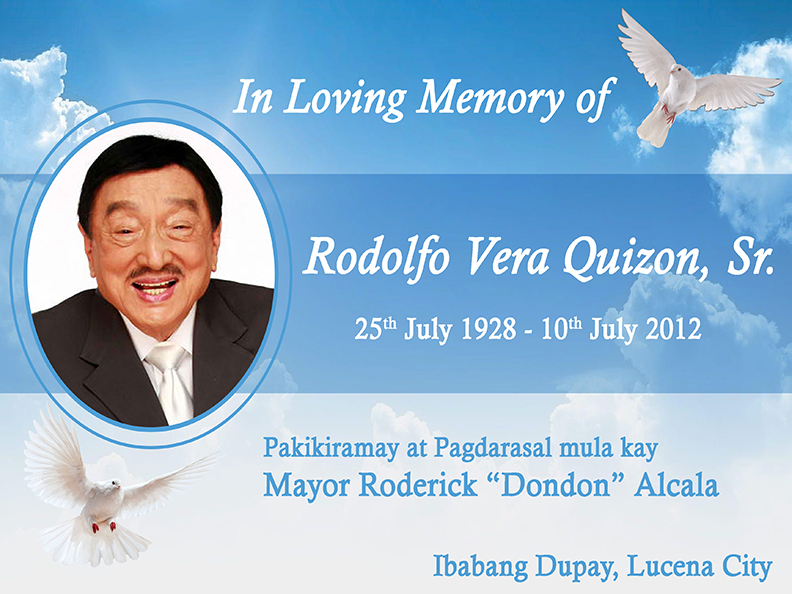 In Loving Memory of
Rodolfo Vera Quizon, Sr.
25th July 1928 - 10th July 2012
Pakikiramay at Pagdarasal mula kay
Mayor Roderick “Dondon” Alcala
Ibabang Dupay, Lucena City